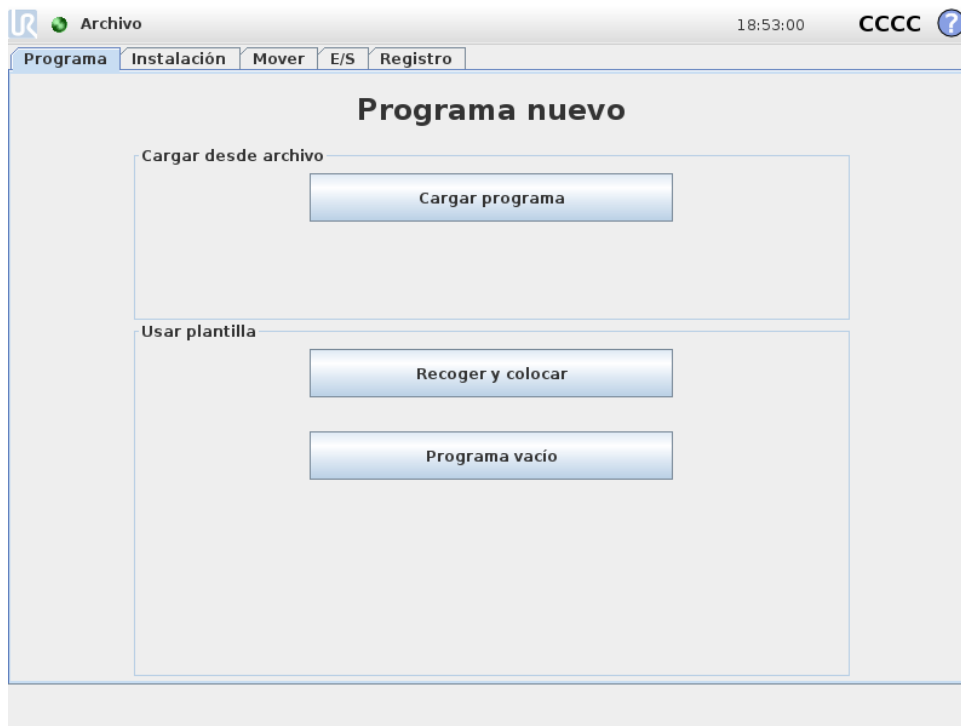 UR Archivo 18:53:00 CCCC ?
Programa Instalación Mover E/S Registro
Programa nuevo
Cargar desde archivo
Cargar programa
Usar plantilla
Recoger y colocar
Programa vacío